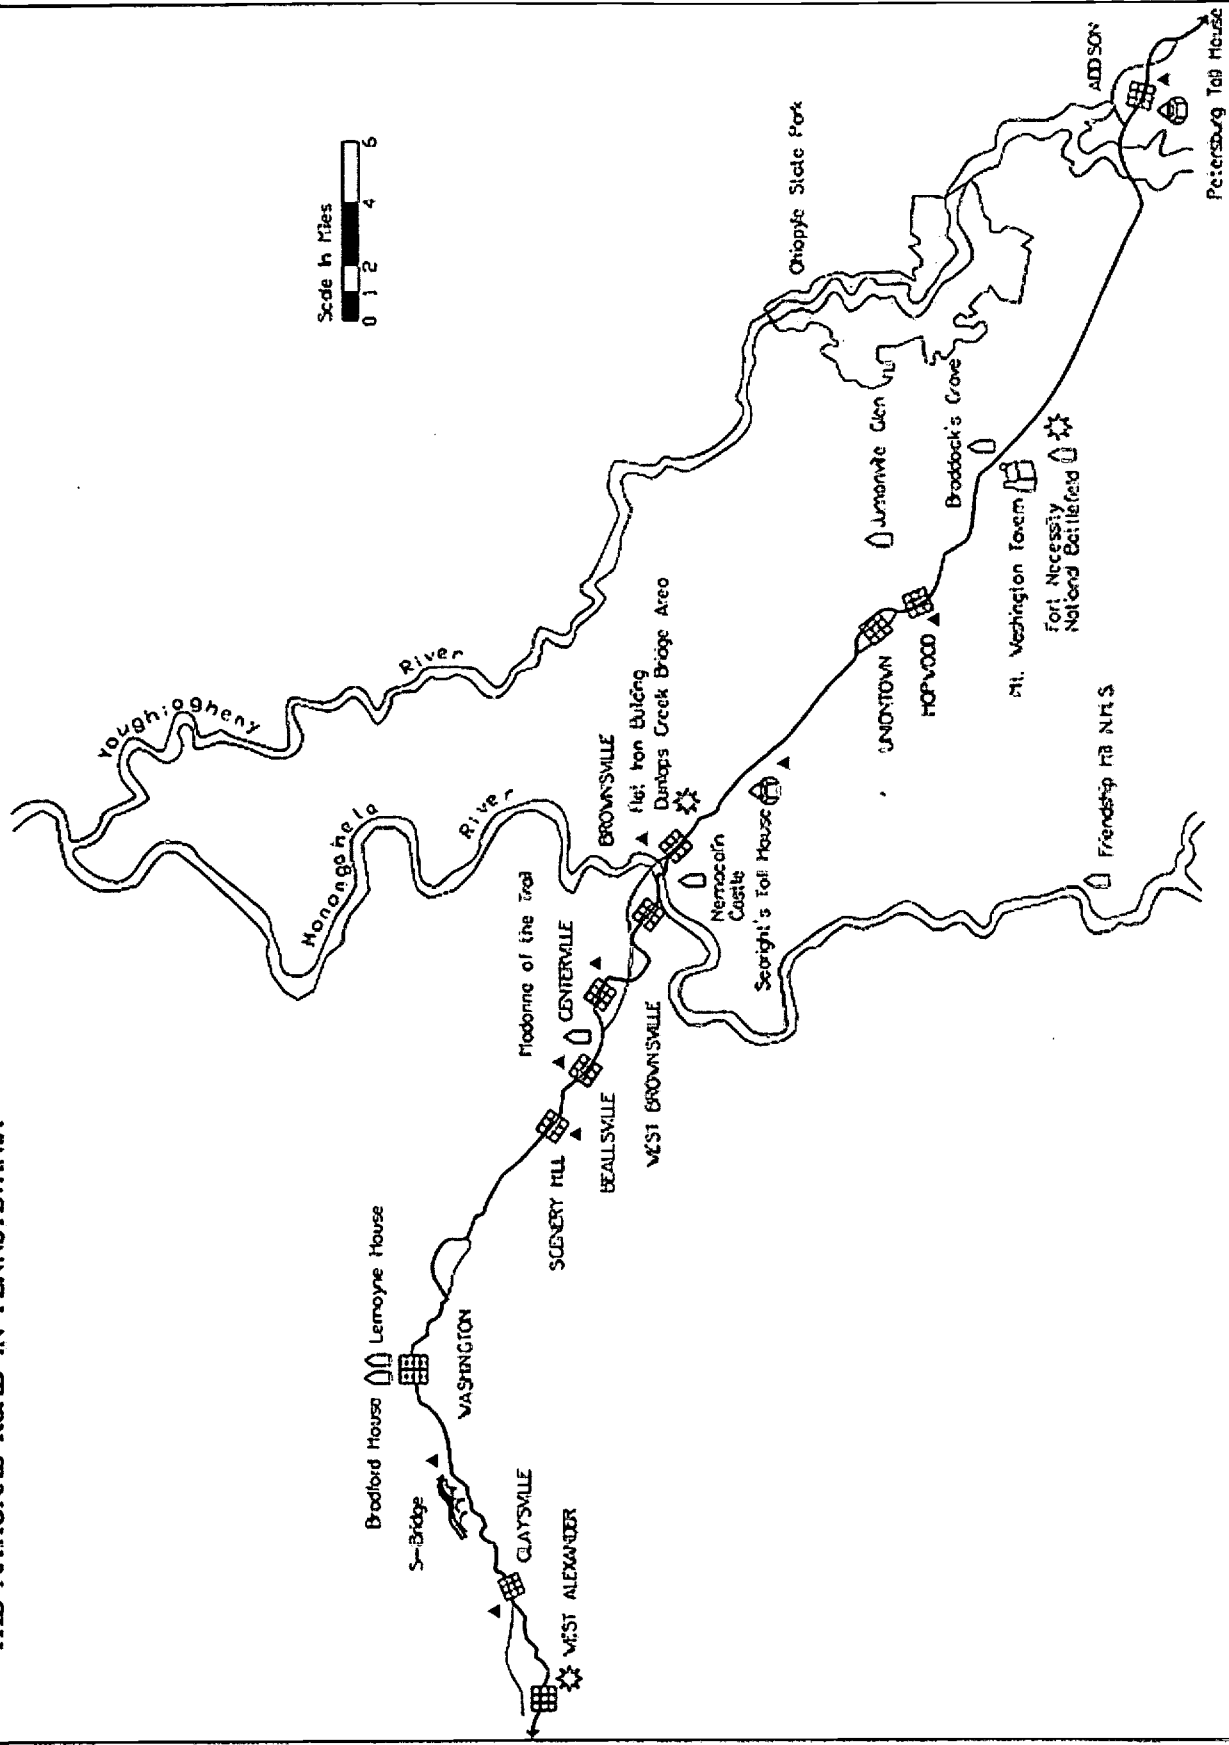 Scale in Miles
0 1 2 4 6
Youghiogheny
River
Monongahela
River
ADDISON
Petersburg Toll House
Ohiopyle State Park
Jumonville Glen
Braddock's Grave
Mt. Washington Tavern
Fort Necessity
National Battlefield
HOPWOOD
UNIONTOWN
Friendship Hill N.H.S.
Searight's Toll House
BROWNSVILLE
Flat Iron Building
Dunlaps Creek Bridge Area
Nemacolin
Castle
WEST BROWNSVILLE
Madonna of the Trail
CENTERVILLE
BEALLSVILLE
SCENERY HILL
WASHINGTON
Bradford House
Lemoyne House
S-Bridge
CLAYSVILLE
WEST ALEXANDER